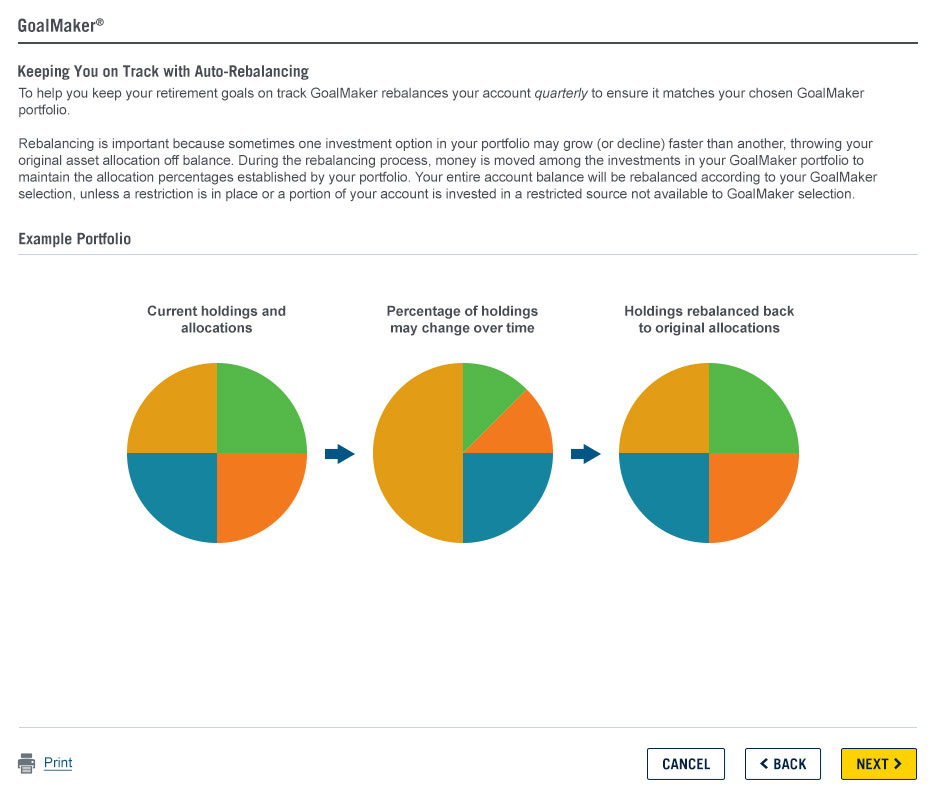 GoalMaker®
Keeping You on Track with Auto-Rebalancing
To help you keep your retirement goals on track GoalMaker rebalances your account quarterly to ensure it matches your chosen GoalMaker
portfolio.
Rebalancing is important because sometimes one investment option in your portfolio may grow (or decline) faster than another, throwing your
original asset allocation off balance. During the rebalancing process, money is moved among the investments in your GoalMaker portfolio to
maintain the allocation percentages established by your portfolio. Your entire account balance will be rebalanced according to your GoalMaker
selection, unless a restriction is in place or a portion of your account is invested in a restricted source not available to GoalMaker selection.
Example Portfolio
Current holdings and
allocations
Percentage of holdings
may change over time
Holdings rebalanced back
to original allocations
Print
CANCEL
BACK
NEXT